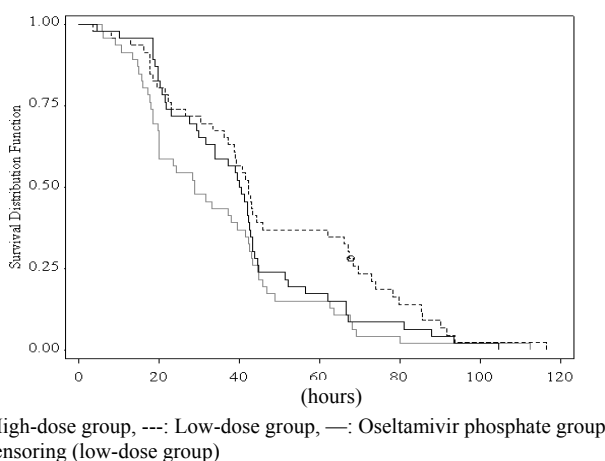 1.00
0.75
0.50
0.25
0.00
Survival Distribution Function
0 20 40 60 80 100 120
(hours)
High-dose group, ---: Low-dose group, —: Oseltamivir phosphate group
ensoring (low-dose group)